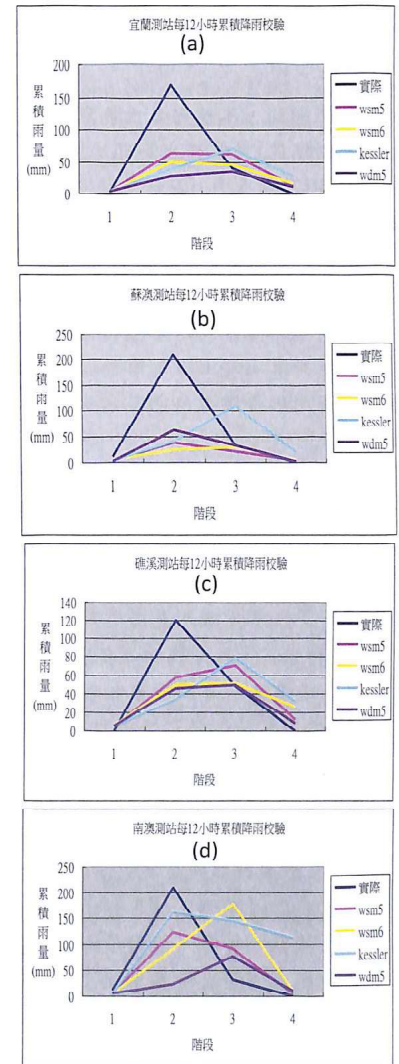 宜蘭測站每12小時累積降雨校驗
(a)
累積雨量(mm)
200
150
100
50
0
1 2 3 4
階段
實際
wsm5
wsm6
kessler
wdm5
蘇澳測站每12小時累積降雨校驗
(b)
累積雨量(mm)
250
200
150
100
50
0
1 2 3 4
階段
實際
wsm5
wsm6
kessler
wdm5
礁溪測站每12小時累積降雨校驗
(c)
累積雨量(mm)
140
120
100
80
60
40
20
0
1 2 3 4
階段
實際
wsm5
wsm6
kessler
wdm5
南澳測站每12小時累積降雨校驗
(d)
累積雨量(mm)
250
200
150
100
50
0
1 2 3 4
階段
實際
wsm5
wsm6
kessler
wdm5